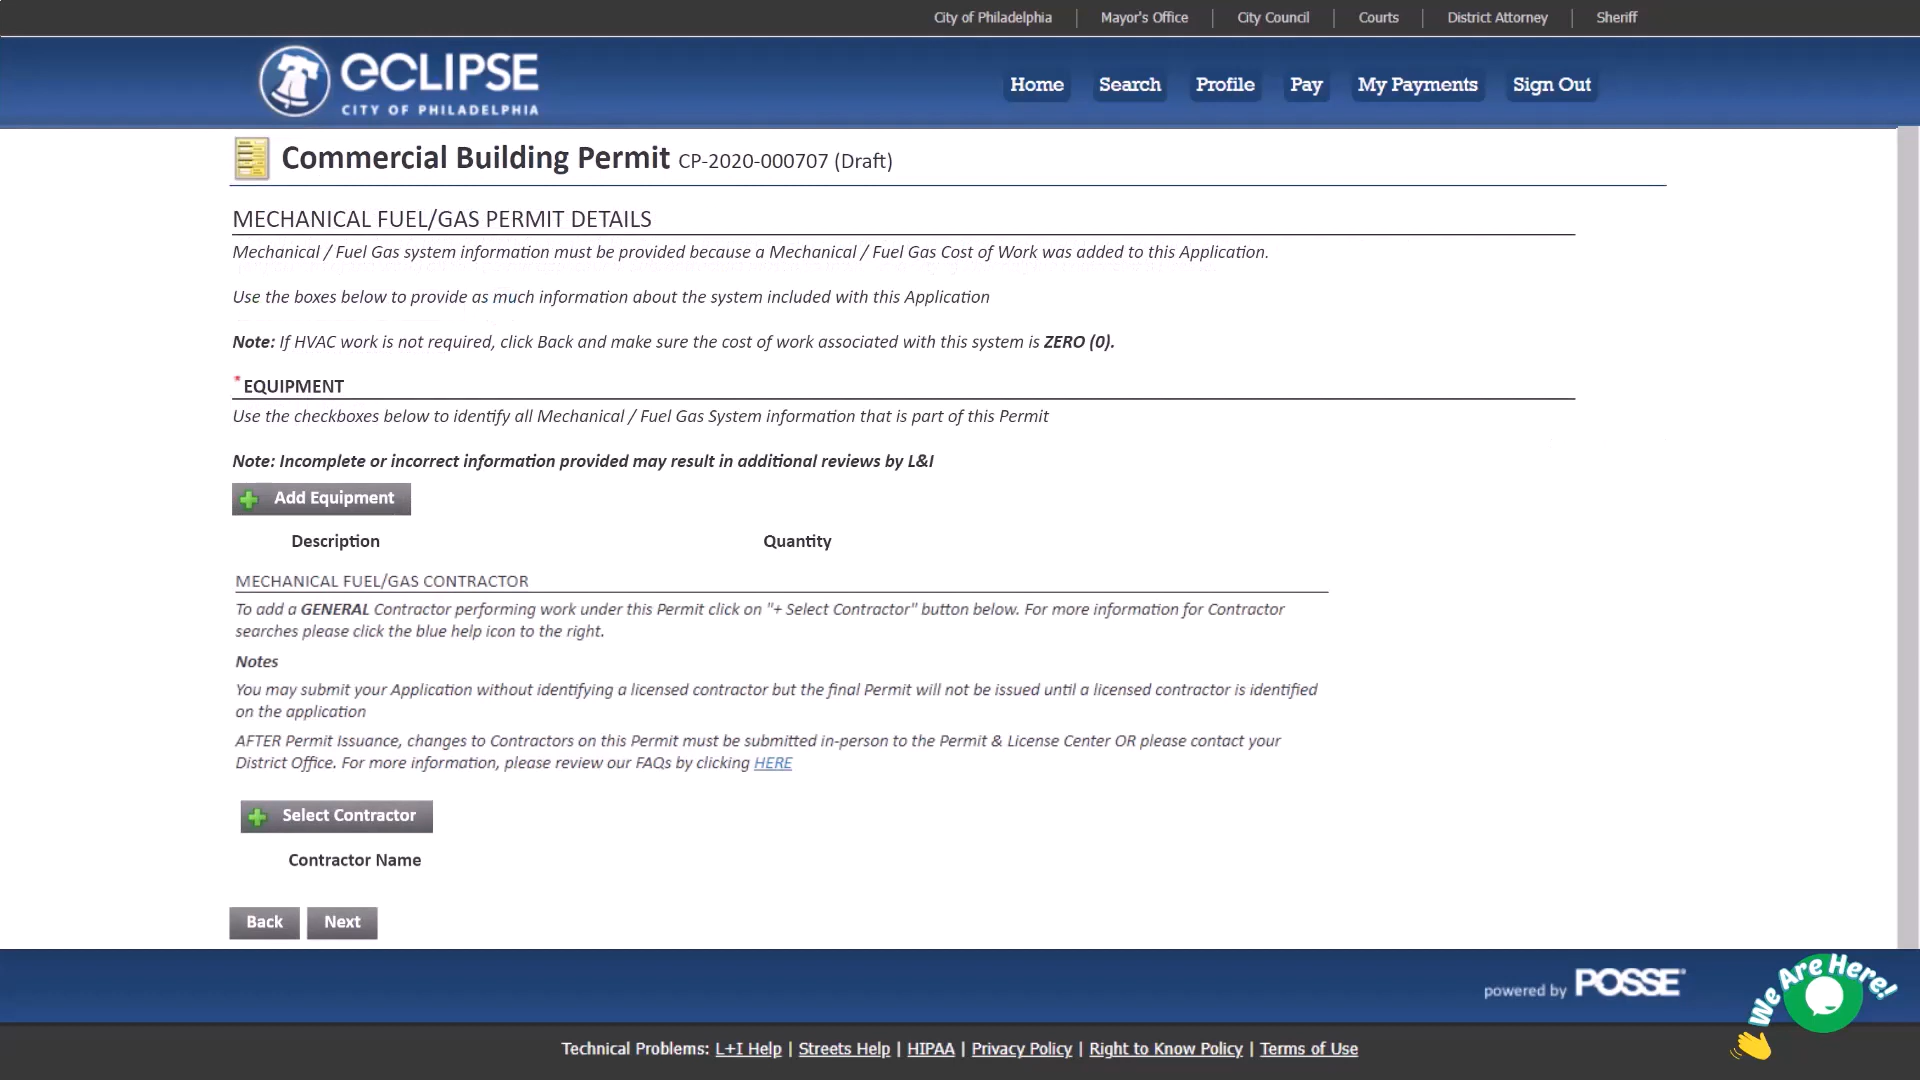 City of Philadelphia | Mayor's Office | City Council | Courts | District Attorney | Sheriff
eCLIPSE
CITY OF PHILADELPHIA
Home Search Profile Pay My Payments Sign Out
Commercial Building Permit CP-2020-000707 (Draft)
MECHANICAL FUEL/GAS PERMIT DETAILS
Mechanical / Fuel Gas system information must be provided because a Mechanical / Fuel Gas Cost of Work was added to this Application.
Use the boxes below to provide as much information about the system included with this Application
Note: If HVAC work is not required, click Back and make sure the cost of work associated with this system is ZERO (0).
* EQUIPMENT
Use the checkboxes below to identify all Mechanical / Fuel Gas System information that is part of this Permit
Note: Incomplete or incorrect information provided may result in additional reviews by L&I
Add Equipment
Description Quantity
MECHANICAL FUEL/GAS CONTRACTOR
To add a GENERAL Contractor performing work under this Permit click on "+ Select Contractor" button below. For more information for Contractor
searches please click the blue help icon to the right.
Notes
You may submit your Application without identifying a licensed contractor but the final Permit will not be issued until a licensed contractor is identified
on the application
AFTER Permit Issuance, changes to Contractors on this Permit must be submitted in-person to the Permit & License Center OR please contact your
District Office. For more information, please review our FAQs by clicking HERE
Select Contractor
Contractor Name
Back Next
powered by POSSE
We Are Here!
Technical Problems: L+I Help | Streets Help | HIPAA | Privacy Policy | Right to Know Policy | Terms of Use